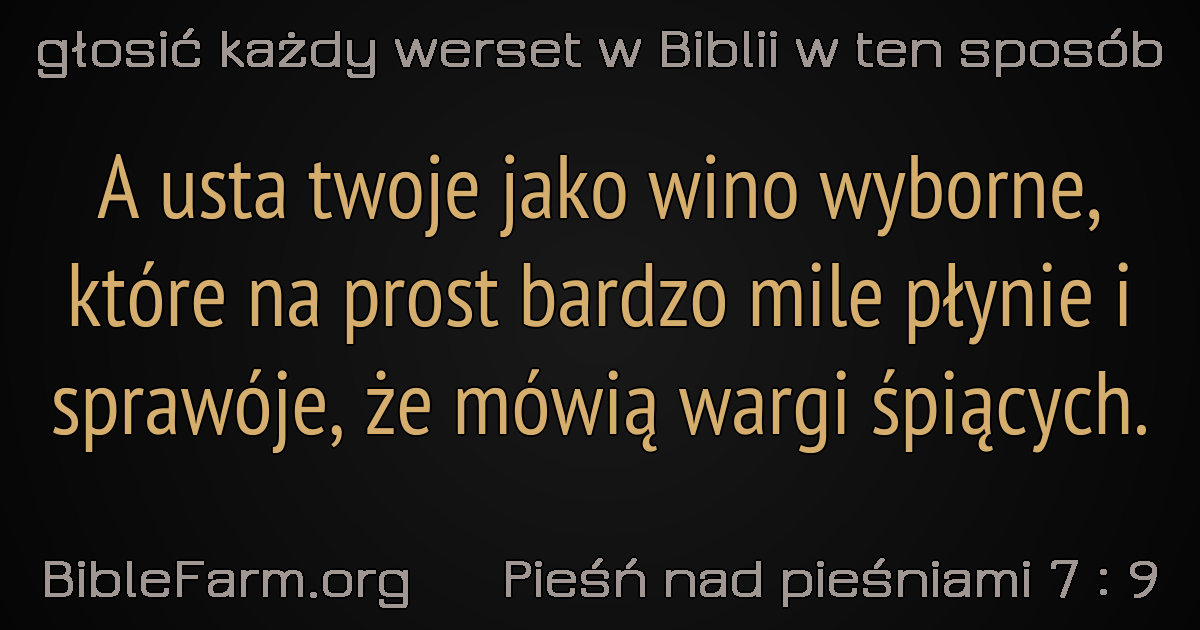 głosić każdy werset w Biblii w ten sposób
A usta twoje jako wino wyborne,
które na prost bardzo mile płynie i
sprawóje, że mówią wargi śpiących.
BibleFarm.org Pieśń nad pieśniami 7 : 9